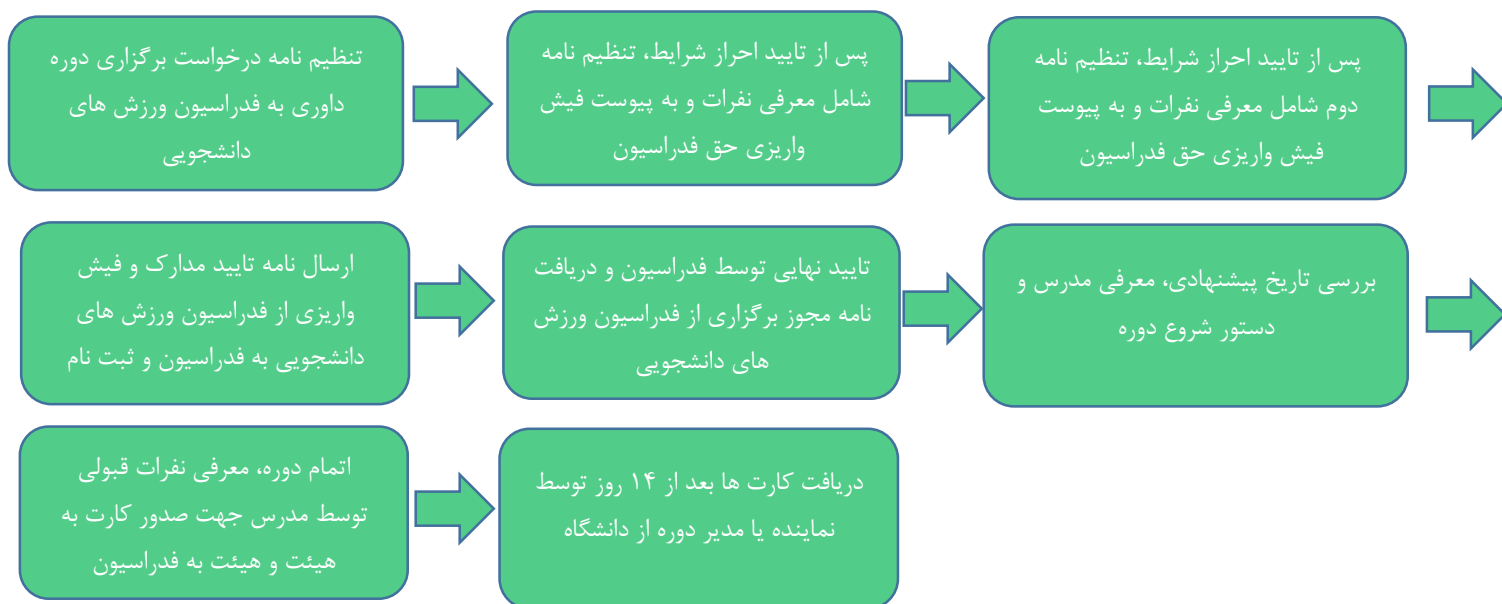 تنظیم نامه درخواست برگزاری دوره
داوری به فدراسیون ورزش های
دانشجویی
پس از تایید احراز شرایط، تنظیم نامه
شامل معرفی نفرات و به پیوست فیش
واریزی حق فدراسیون
پس از تایید احراز شرایط، تنظیم نامه
دوم شامل معرفی نفرات و به پیوست
فیش واریزی حق فدراسیون
ارسال نامه تایید مدارک و فیش
واریزی از فدراسیون ورزش های
دانشجویی به فدراسیون و ثبت نام
تایید نهایی توسط فدراسیون و دریافت
نامه مجوز برگزاری از فدراسیون ورزش
های دانشجویی
بررسی تاریخ پیشنهادی، معرفی مدرس و
دستور شروع دوره
اتمام دوره، معرفی نفرات قبولی
توسط مدرس جهت صدور کارت به
هیئت و هیئت به فدراسیون
دریافت کارت ها بعد از ۱۴ روز توسط
نماینده یا مدیر دوره از دانشگاه